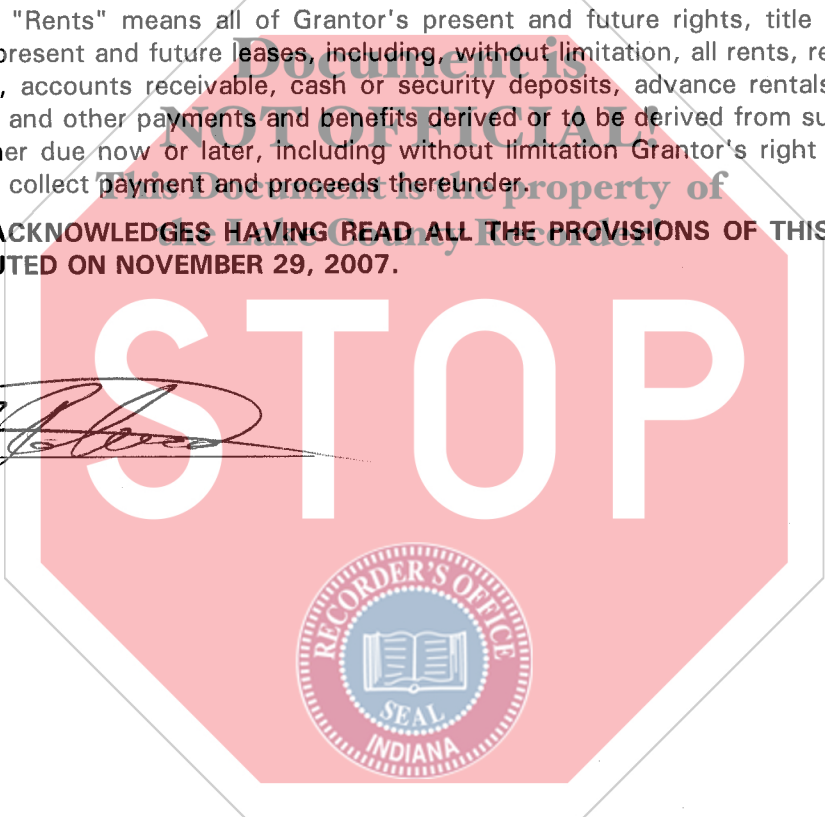 "Rents" means all of Grantor's present and future rights, title
present and future leases, including, without limitation, all rents, re
, accounts receivable, cash or security deposits, advance rentals
and other payments and benefits derived or to be derived from su
her due now or later, including without limitation Grantor's right
collect payment and proceeds thereunder.
ACKNOWLEDGES HAVING READ ALL THE PROVISIONS OF THIS
UTED ON NOVEMBER 29, 2007.
Document is
NOT OFFICIAL!
This Document is the property of
the Lake County Recorder!
STOP
RECORDER'S OFFICE
SEAL
INDIANA